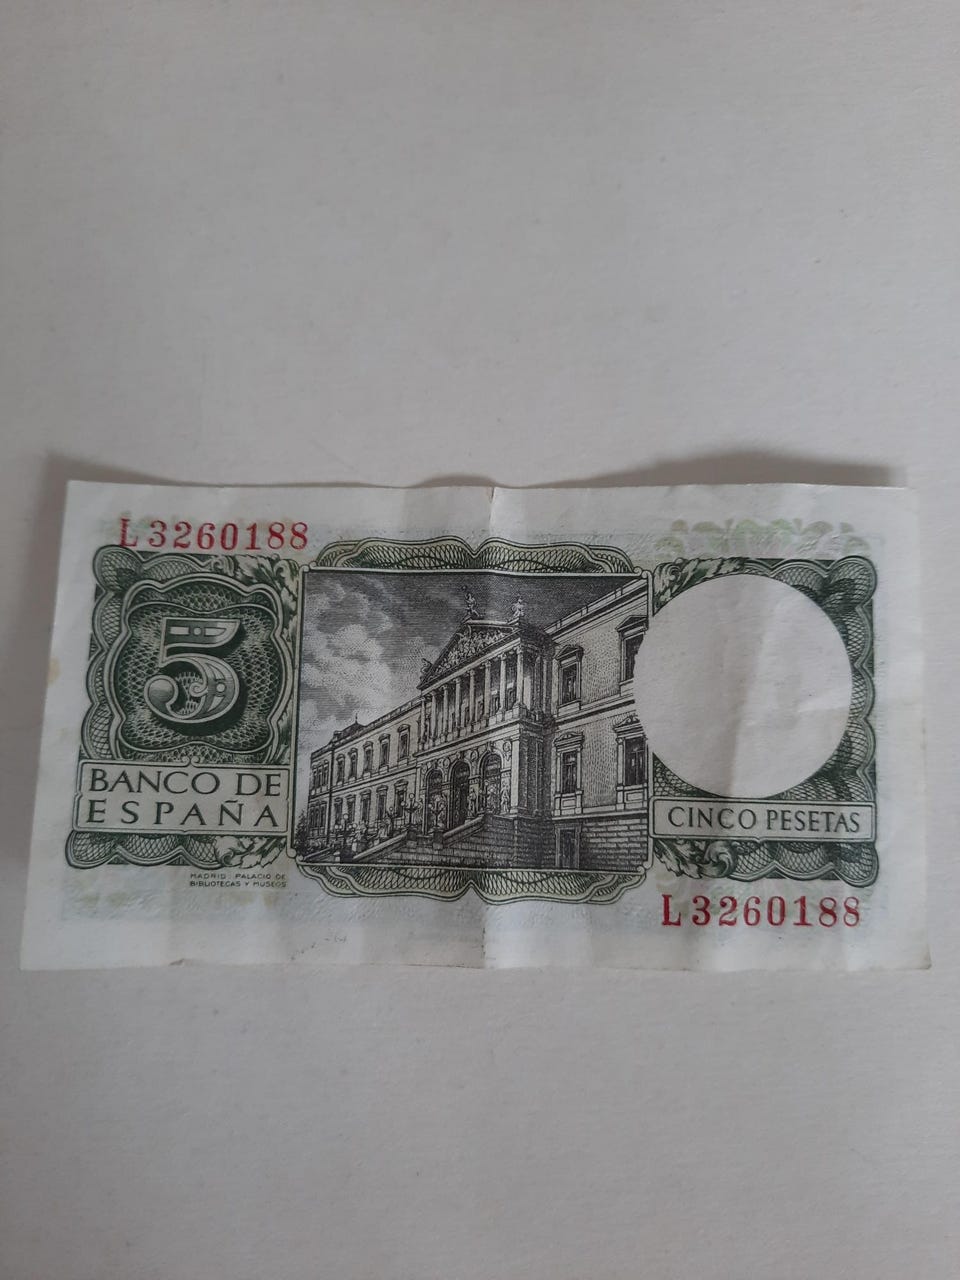 L3260188
5
BANCO DE
ESPAÑA
MADRID. PALACIO DE
BIBLIOTECAS Y MUSEOS
CINCO PESETAS
L3260188